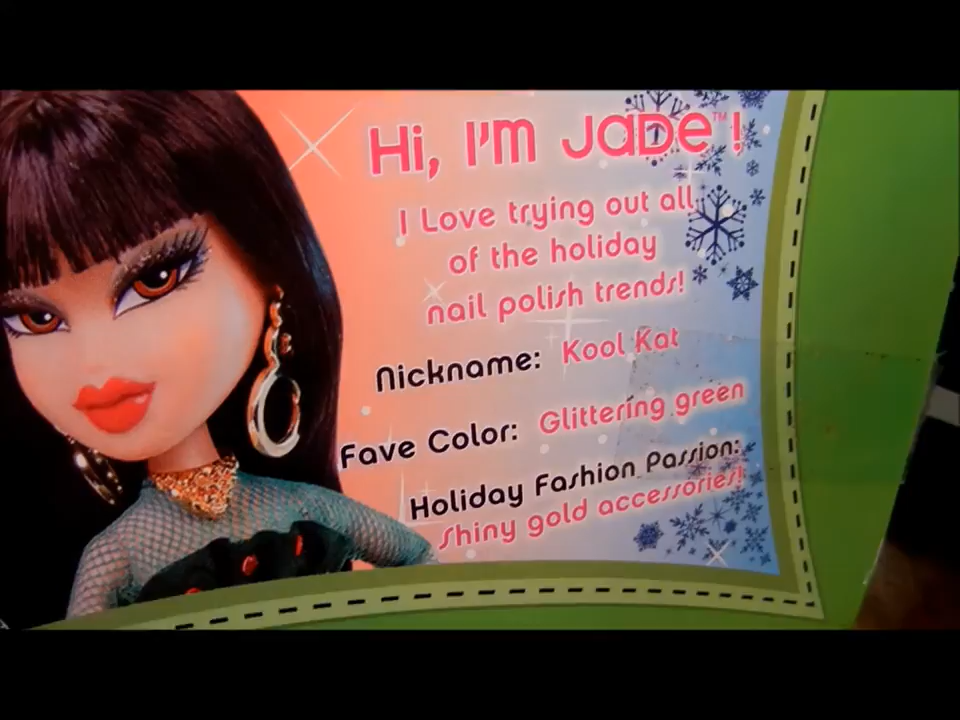 Hi, I'm Jade™!
I Love trying out all
of the holiday
nail polish trends!
Nickname: Kool Kat
Fave Color: Glittering green
Holiday Fashion Passion:
Shiny gold accessories!